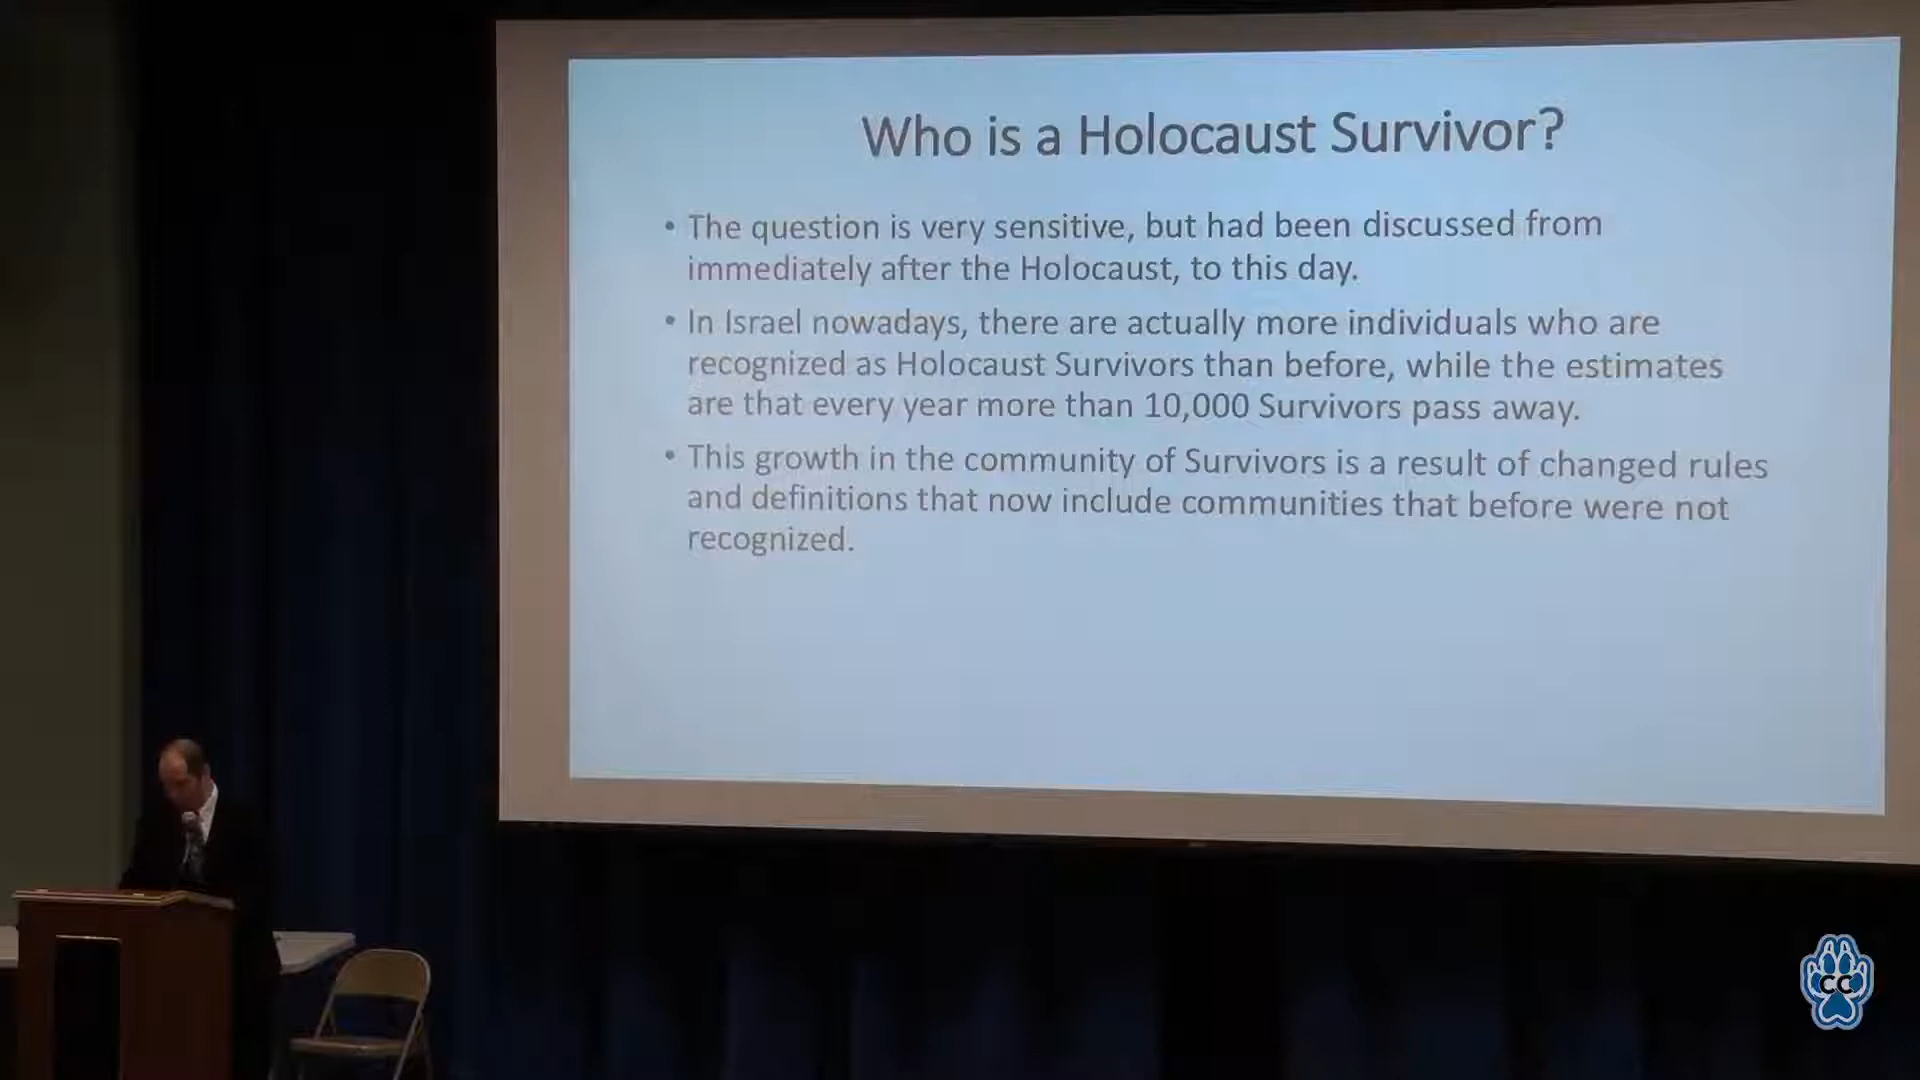 Who is a Holocaust Survivor?
• The question is very sensitive, but had been discussed from
immediately after the Holocaust, to this day.
• In Israel nowadays, there are actually more individuals who are
recognized as Holocaust Survivors than before, while the estimates
are that every year more than 10,000 Survivors pass away.
• This growth in the community of Survivors is a result of changed rules
and definitions that now include communities that before were not
recognized.
CC